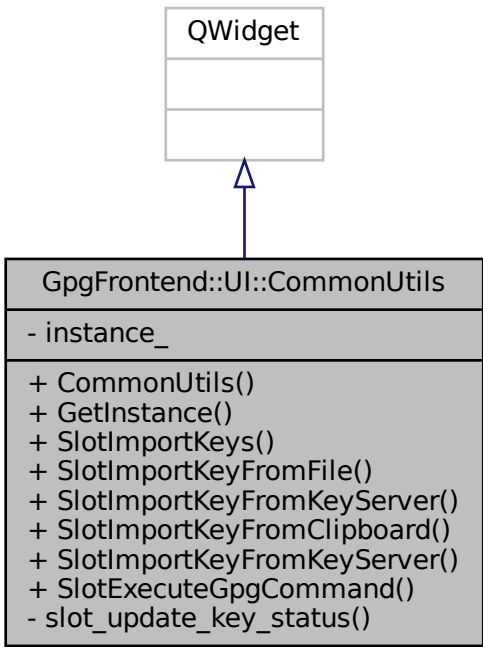 QWidget
GpgFrontend::UI::CommonUtils
- instance_
+ CommonUtils()
+ GetInstance()
+ SlotImportKeys()
+ SlotImportKeyFromFile()
+ SlotImportKeyFromKeyServer()
+ SlotImportKeyFromClipboard()
+ SlotImportKeyFromKeyServer()
+ SlotExecuteGpgCommand()
- slot_update_key_status()